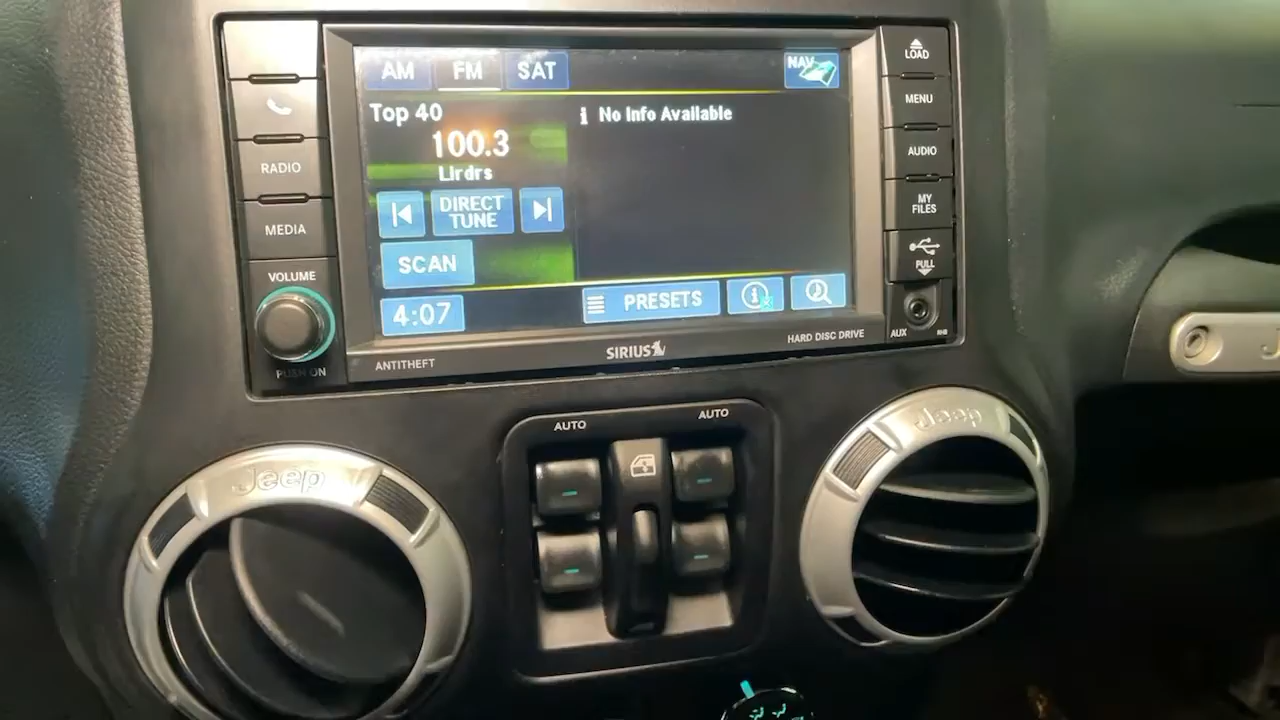 AM FM SAT NAV
Top 40
100.3
Lirdrs
DIRECT
TUNE
SCAN
4:07
i No Info Available
PRESETS
i
RADIO
MEDIA
VOLUME
PUSH ON
LOAD
MENU
AUDIO
MY
FILES
PULL
AUX
ANTITHEFT
SIRIUS
HARD DISC DRIVE
AUTO
AUTO
Jeep
Jeep
J